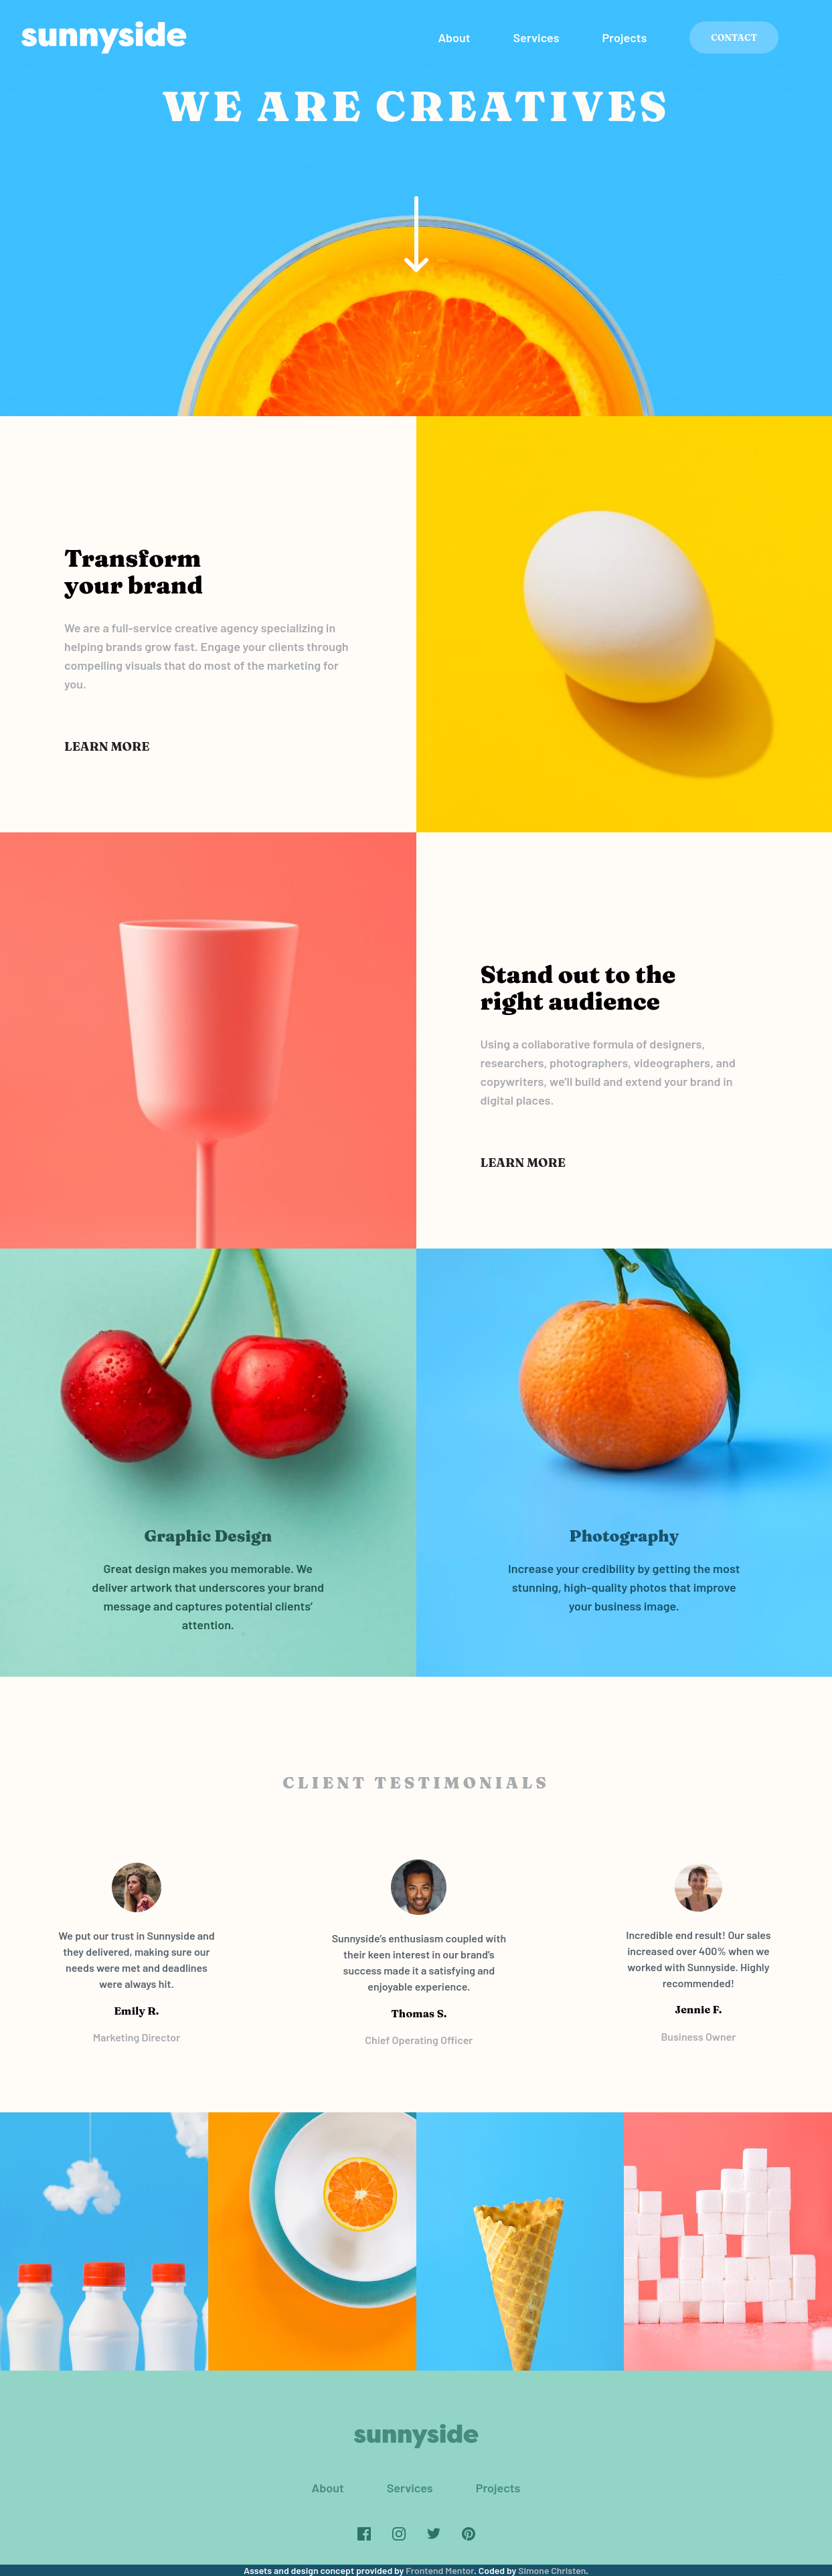 sunnyside
About Services Projects CONTACT
WE ARE CREATIVES
Transform
your brand
We are a full-service creative agency specializing in
helping brands grow fast. Engage your clients through
compelling visuals that do most of the marketing for
you.
LEARN MORE
Stand out to the
right audience
Using a collaborative formula of designers,
researchers, photographers, videographers, and
copywriters, we'll build and extend your brand in
digital places.
LEARN MORE
Graphic Design
Great design makes you memorable. We
deliver artwork that underscores your brand
message and captures potential clients'
attention.
Photography
Increase your credibility by getting the most
stunning, high-quality photos that improve
your business image.
CLIENT TESTIMONIALS
We put our trust in Sunnyside and
they delivered, making sure our
needs were met and deadlines
were always hit.
Emily R.
Marketing Director
Sunnyside's enthusiasm coupled with
their keen interest in our brand's
success made it a satisfying and
enjoyable experience.
Thomas S.
Chief Operating Officer
Incredible end result! Our sales
increased over 400% when we
worked with Sunnyside. Highly
recommended!
Jennie F.
Business Owner
sunnyside
About Services Projects
Assets and design concept provided by Frontend Mentor. Coded by Simone Christen.